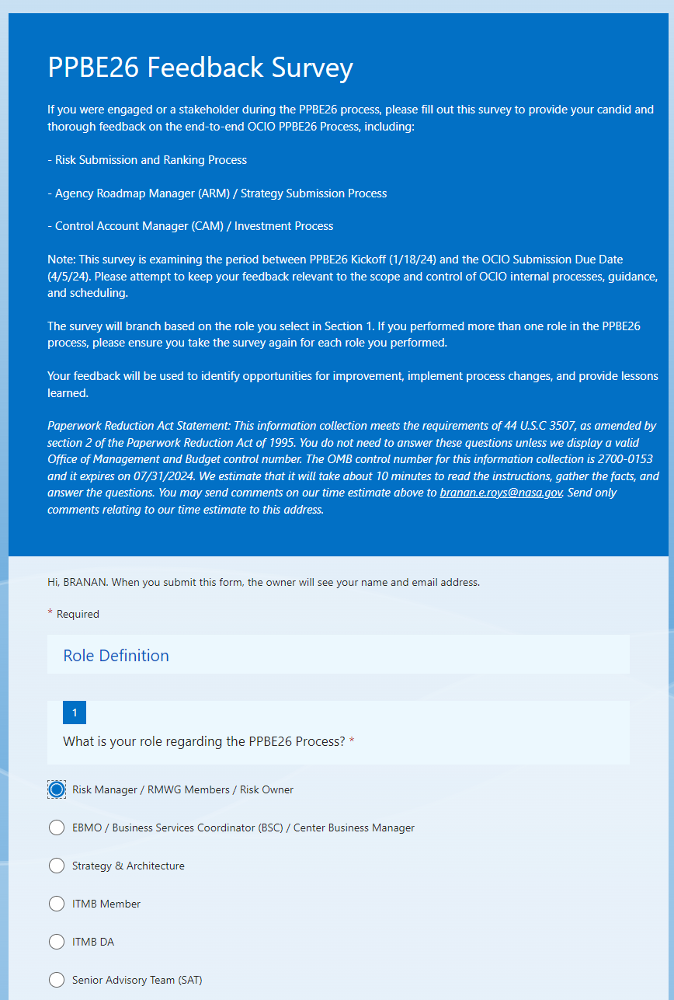 PPBE26 Feedback Survey
If you were engaged or a stakeholder during the PPBE26 process, please fill out this survey to provide your candid and
thorough feedback on the end-to-end OCIO PPBE26 Process, including:
- Risk Submission and Ranking Process
- Agency Roadmap Manager (ARM) / Strategy Submission Process
- Control Account Manager (CAM) / Investment Process
Note: This survey is examining the period between PPBE26 Kickoff (1/18/24) and the OCIO Submission Due Date
(4/5/24). Please attempt to keep your feedback relevant to the scope and control of OCIO internal processes, guidance,
and scheduling.
The survey will branch based on the role you select in Section 1. If you performed more than one role in the PPBE26
process, please ensure you take the survey again for each role you performed.
Your feedback will be used to identify opportunities for improvement, implement process changes, and provide lessons
learned.
Paperwork Reduction Act Statement: This information collection meets the requirements of 44 U.S.C 3507, as amended by
section 2 of the Paperwork Reduction Act of 1995. You do not need to answer these questions unless we display a valid
Office of Management and Budget control number. The OMB control number for this information collection is 2700-0153
and it expires on 07/31/2024. We estimate that it will take about 10 minutes to read the instructions, gather the facts, and
answer the questions. You may send comments on our time estimate above to branan.e.roys@nasa.gov. Send only
comments relating to our time estimate to this address.
Hi, BRANAN. When you submit this form, the owner will see your name and email address.
* Required
Role Definition
1
What is your role regarding the PPBE26 Process? *
Risk Manager / RMWG Members / Risk Owner
EBMO / Business Services Coordinator (BSC) / Center Business Manager
Strategy & Architecture
ITMB Member
ITMB DA
Senior Advisory Team (SAT)